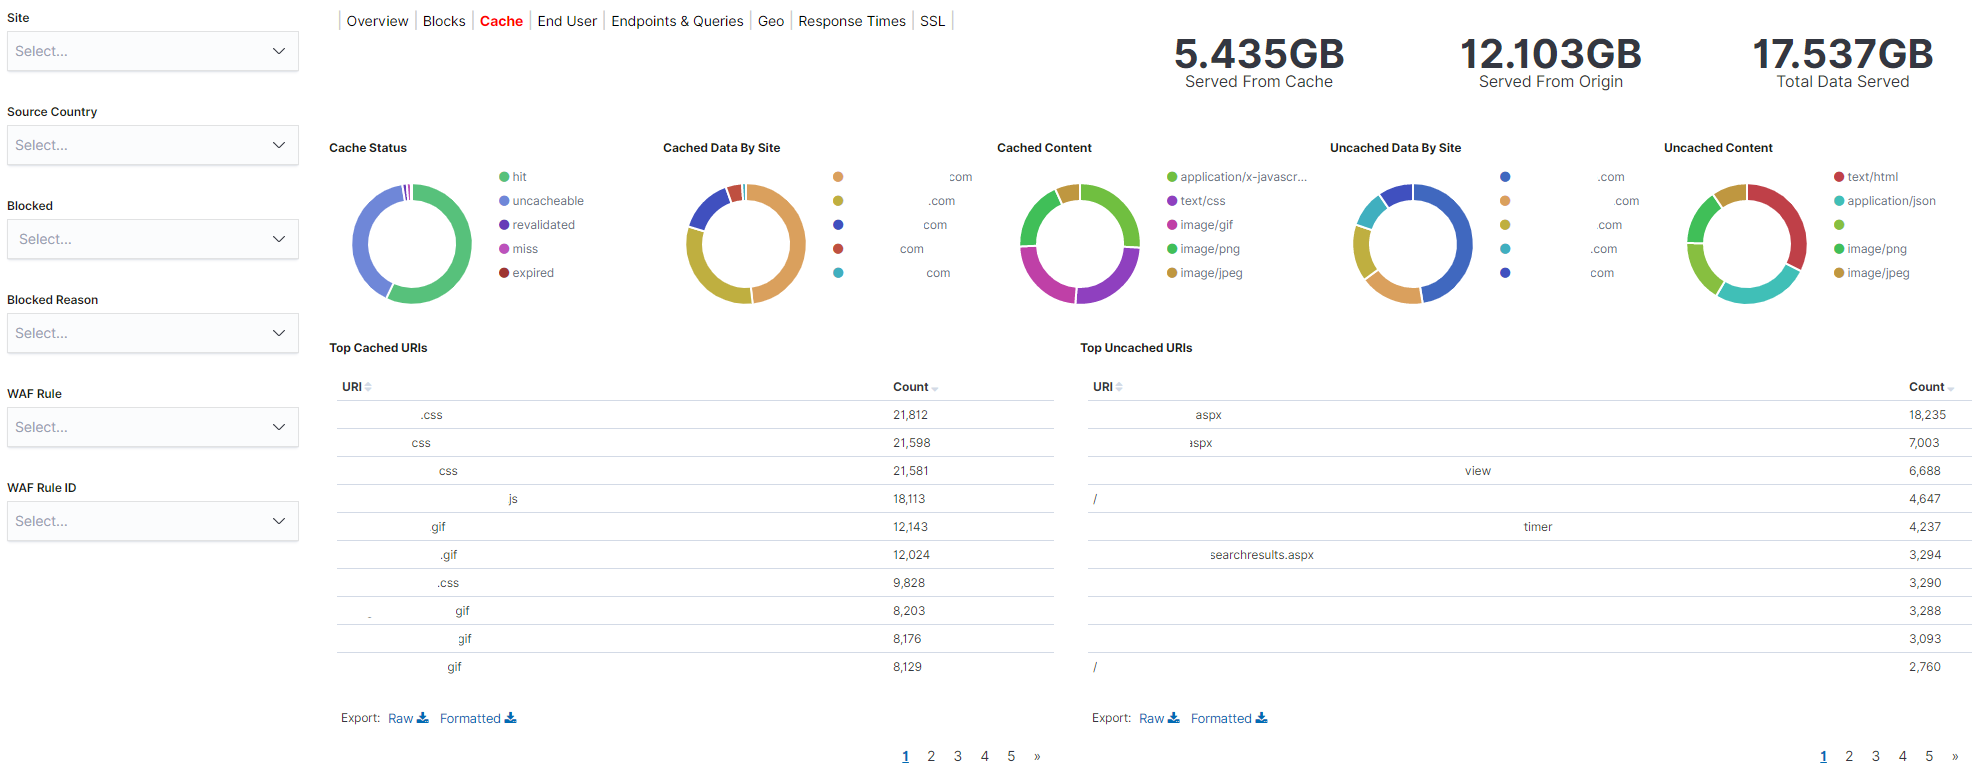 Site
Select...
Source Country
Select...
Blocked
Select...
Blocked Reason
Select...
WAF Rule
Select...
WAF Rule ID
Select...
Overview Blocks Cache End User Endpoints & Queries Geo Response Times SSL
5.435GB
Served From Cache
12.103GB
Served From Origin
17.537GB
Total Data Served
Cache Status
hit
uncacheable
revalidated
miss
expired
Cached Data By Site
com
.com
com
com
com
Cached Content
application/x-javascr...
text/css
image/gif
image/png
image/jpeg
Uncached Data By Site
.com
.com
.com
.com
com
Uncached Content
text/html
application/json
image/png
image/jpeg
Top Cached URIs
URI Count
.css 21,812
css 21,598
css 21,581
js 18,113
gif 12,143
.gif 12,024
.css 9,828
gif 8,203
gif 8,176
gif 8,129
Export: Raw Formatted
1 2 3 4 5 »
Top Uncached URIs
URI Count
aspx 18,235
aspx 7,003
view 6,688
/ 4,647
timer 4,237
searchresults.aspx 3,294
3,290
3,288
3,093
/ 2,760
Export: Raw Formatted
1 2 3 4 5 »